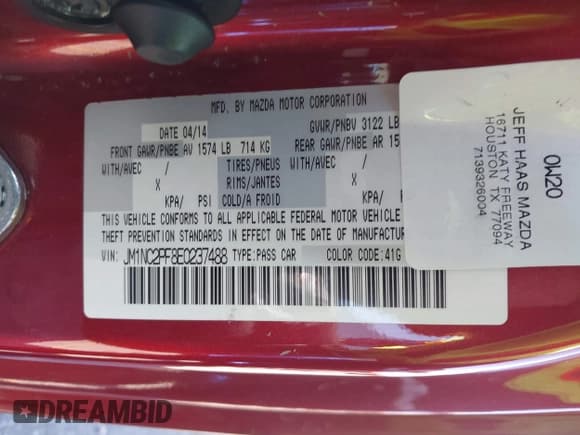 MFD. BY MAZDA MOTOR CORPORATION
DATE 04/14
GVWR/PNBV 3122 LB
FRONT GAWR/PNBE AV 1574 LB 714 KG
REAR GAWR/PNBE AR 15
WITH/AVEC / TIRES/PNEUS WITH/AVEC /
X RIMS/JANTES X
KPA/ PSI COLD/A FROID KPA/
THIS VEHICLE CONFORMS TO ALL APPLICABLE FEDERAL MOTOR VEHICLE
THEFT PREVENTION STANDARDS IN EFFECT ON THE DATE OF MANUFACTUR
VIN: JM1NC2PF8E0237488 TYPE:PASS CAR COLOR CODE:41G
0W20
JEFF HAAS MAZDA
16711 KATY FREEWAY
HOUSTON TX 77094
7139326004
DREAMBID